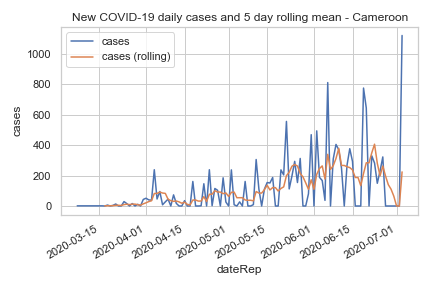 New COVID-19 daily cases and 5 day rolling mean - Cameroon
cases
cases (rolling)
cases
1000
800
600
400
200
0
2020-03-15
2020-04-01
2020-04-15
2020-05-01
2020-05-15
2020-06-01
2020-06-15
2020-07-01
dateRep